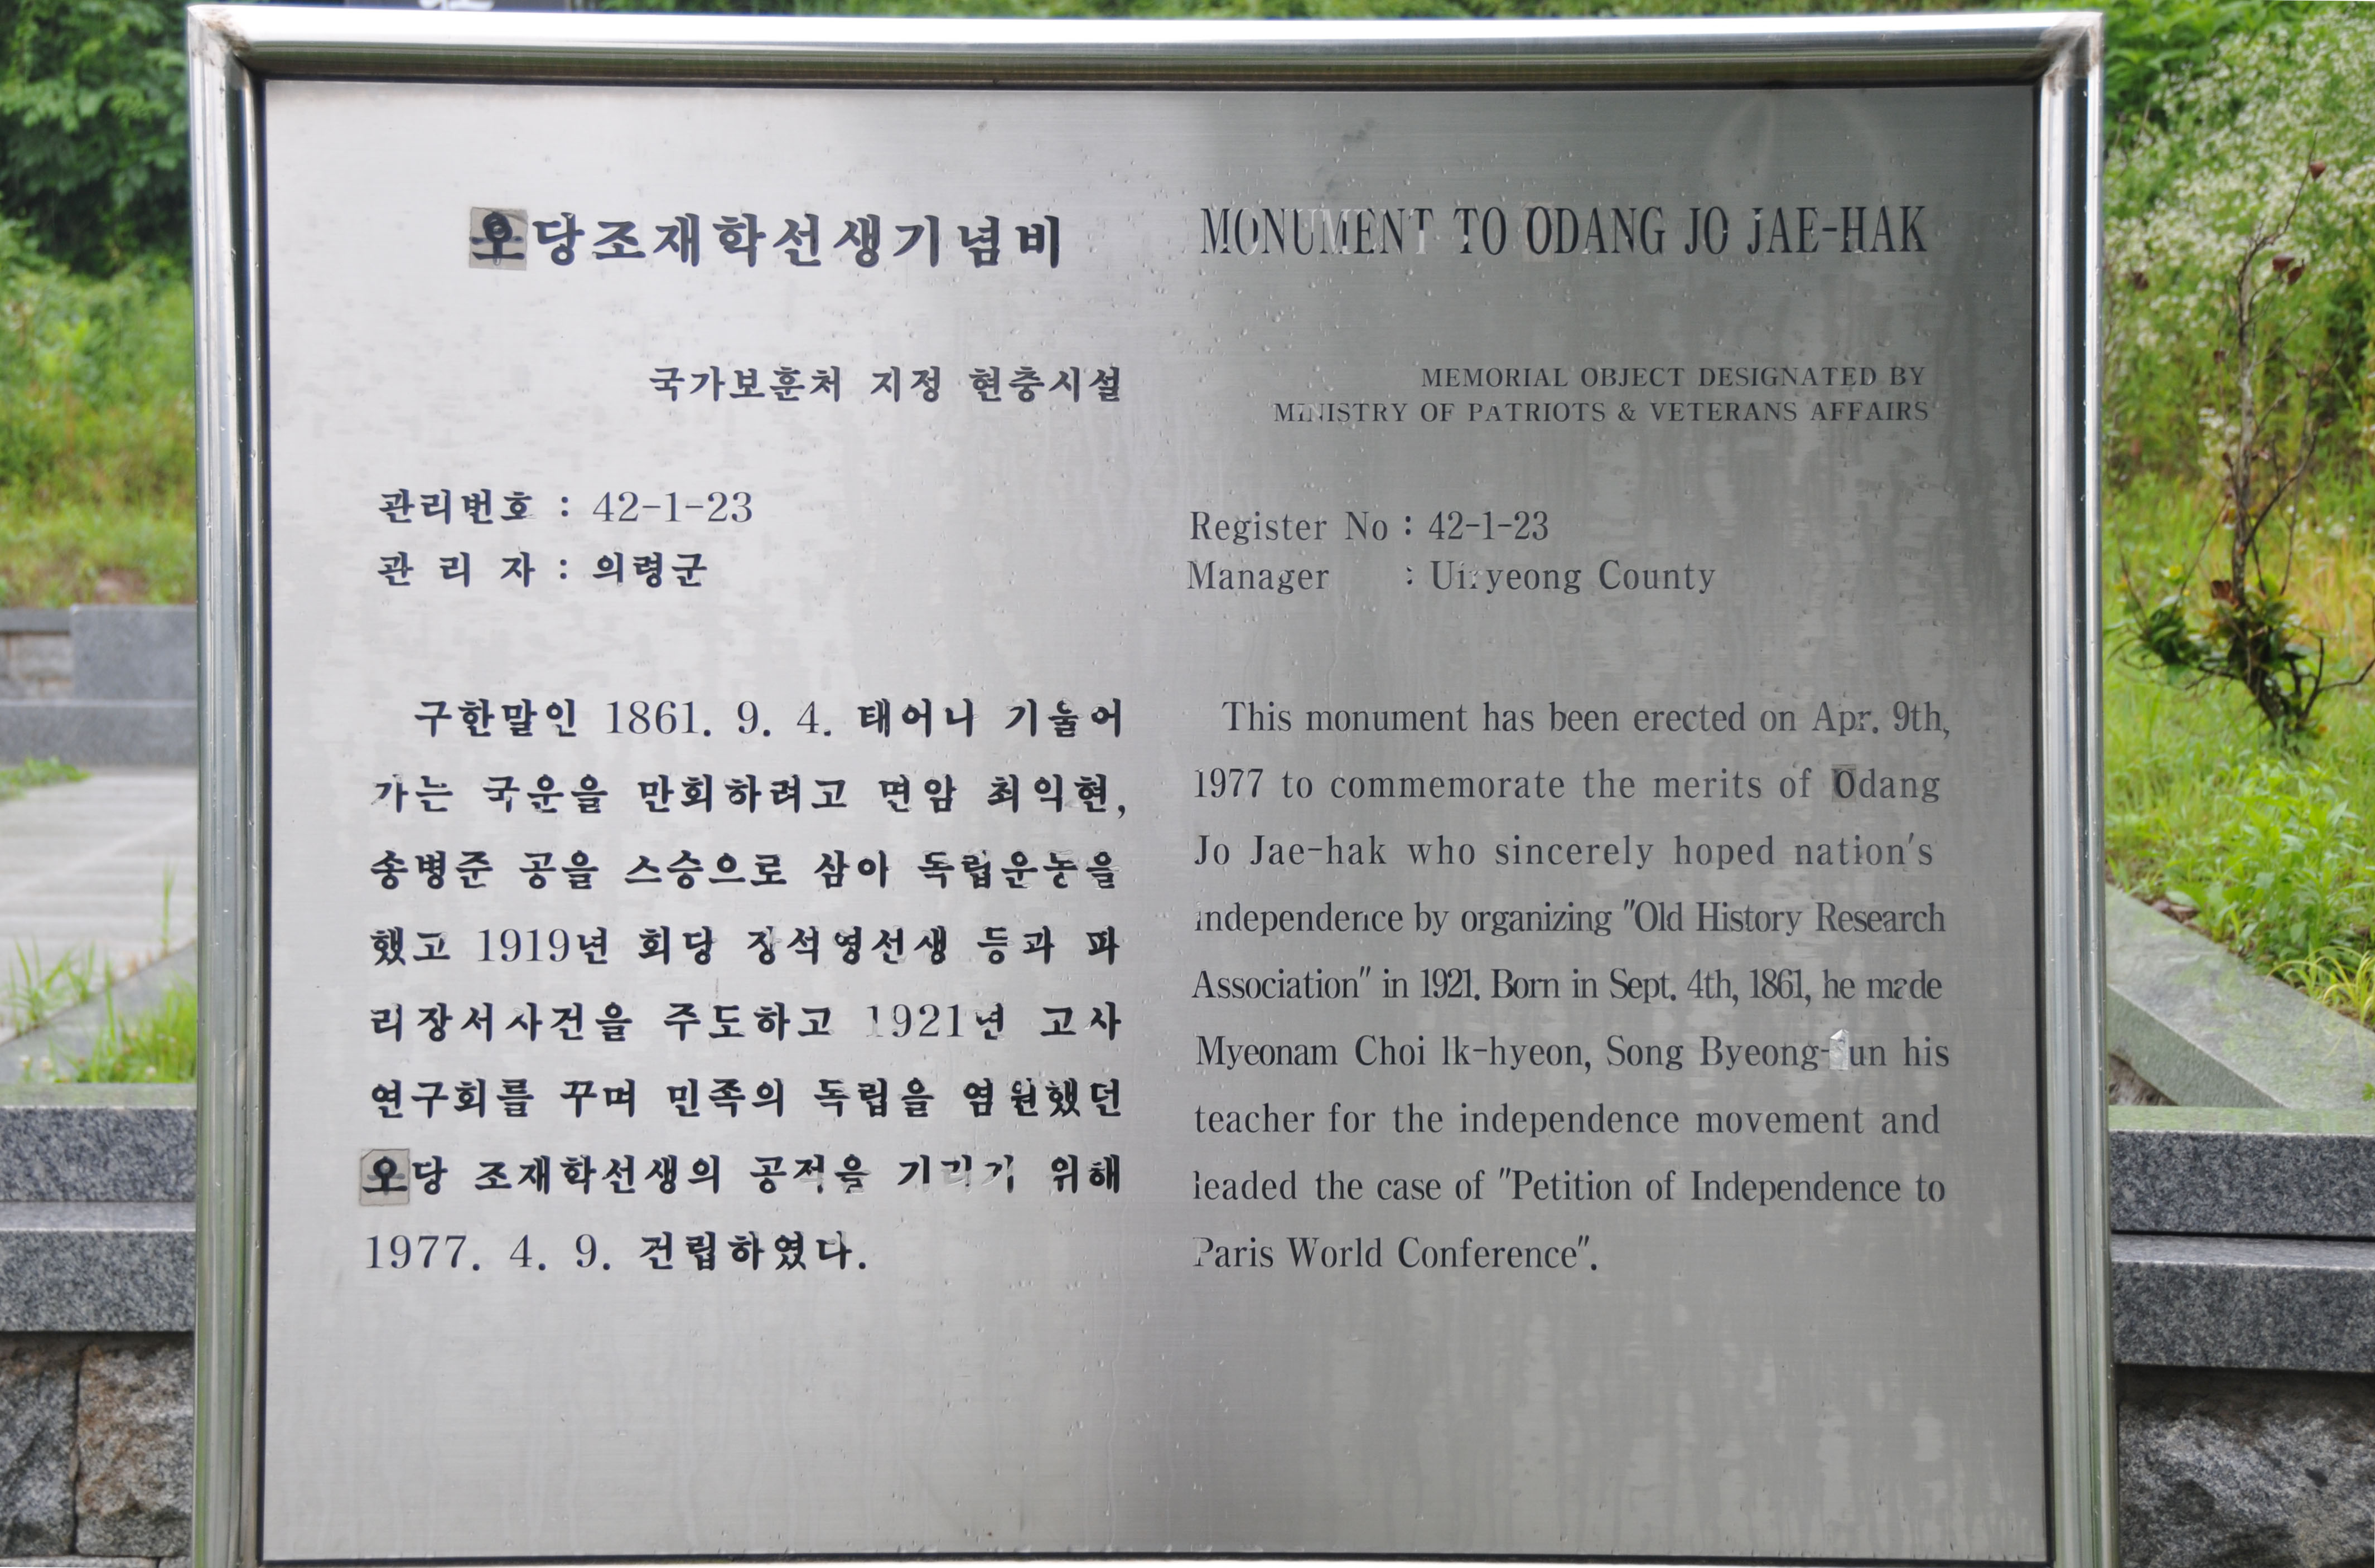 오당조재학선생기념비
국가보훈처 지정 현충시설
관리번호 : 42-1-23
관 리 자 : 의령군
구한말인 1861. 9. 4. 태어나 기울어
가는 국운을 만회하려고 면암 최익현,
송병준 공을 스승으로 삼아 독립운동을
했고 1919년 회당 장석영선생 등과 파
리장서사건을 주도하고 1921년 고사
연구회를 꾸며 민족의 독립을 염원했던
오당 조재학선생의 공적을 기리기 위해
1977. 4. 9. 건립하였다.
MONUMENT TO ODANG JO JAE-HAK
MEMORIAL OBJECT DESIGNATED BY
MINISTRY OF PATRIOTS & VETERANS AFFAIRS
Register No : 42-1-23
Manager : Uiryeong County
This monument has been erected on Apr. 9th,
1977 to commemorate the merits of Odang
Jo Jae-hak who sincerely hoped nation's
independence by organizing "Old History Research
Association" in 1921. Born in Sept. 4th, 1861, he made
Myeonam Choi lk-hyeon, Song Byeong-sun his
teacher for the independence movement and
leaded the case of "Petition of Independence to
Paris World Conference".